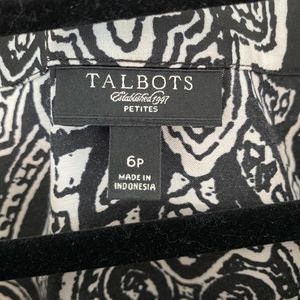 TALBOTS
Established 1947
PETITES
6P
MADE IN
INDONESIA